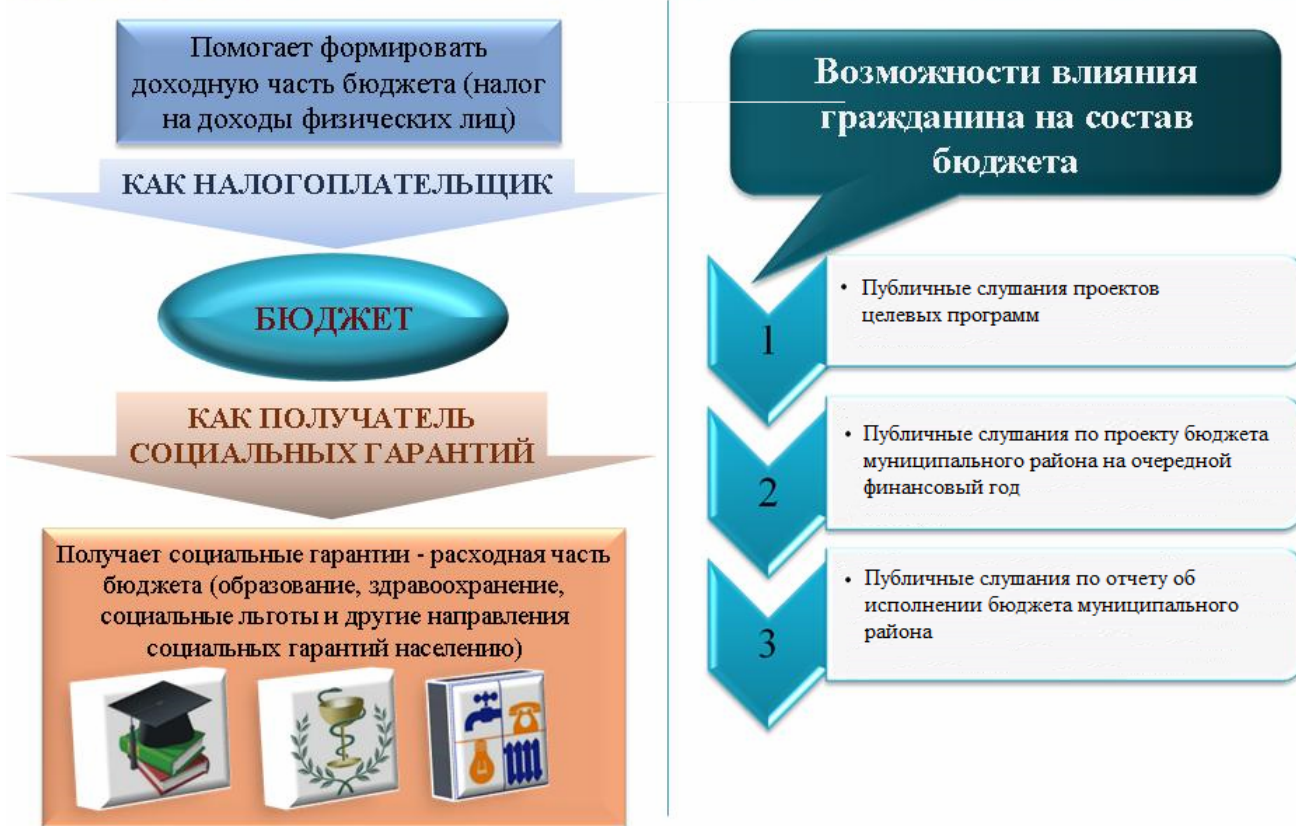 Помогает формировать
доходную часть бюджета (налог
на доходы физических лиц)
КАК НАЛОГОПЛАТЕЛЬЩИК
БЮДЖЕТ
КАК ПОЛУЧАТЕЛЬ
СОЦИАЛЬНЫХ ГАРАНТИЙ
Получает социальные гарантии - расходная часть
бюджета (образование, здравоохранение,
социальные льготы и другие направления
социальных гарантий населению)
Возможности влияния
гражданина на состав
бюджета
1
• Публичные слушания проектов
целевых программ
2
• Публичные слушания по проекту бюджета
муниципального района на очередной
финансовый год
3
• Публичные слушания по отчету об
исполнении бюджета муниципального
района